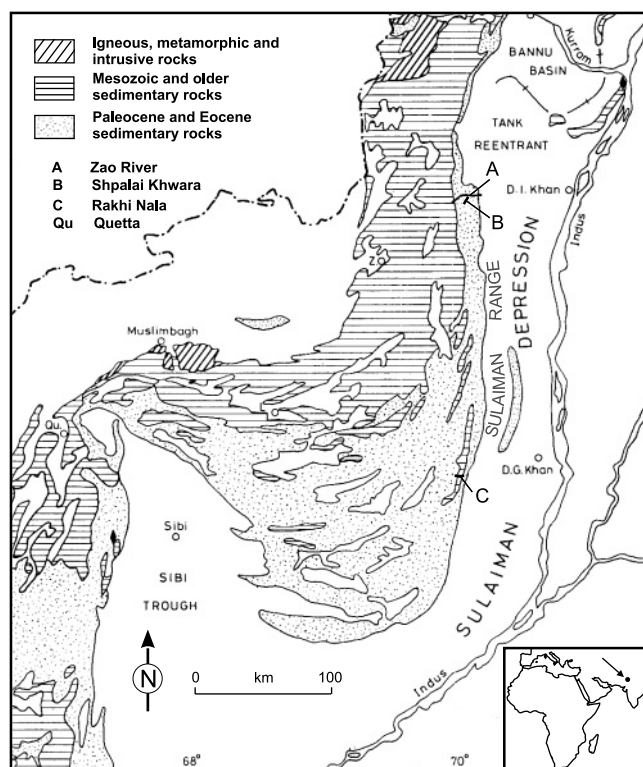 Igneous, metamorphic and
intrusive rocks
Mesozoic and older
sedimentary rocks
Paleocene and Eocene
sedimentary rocks
A Zao River
B Shpalai Khwara
C Rakhi Nala
Qu Quetta
Kurram
BANNU
BASIN
TANK
REENTRANT
A
D.I. Khan
B
Indus
Z.
SULAIMAN RANGE
DEPRESSION
Muslimbagh
Qu.
D.G. Khan
C
Sibi
SIBI
TROUGH
SULAIMAN
N
0 km 100
Indus
68° 70°